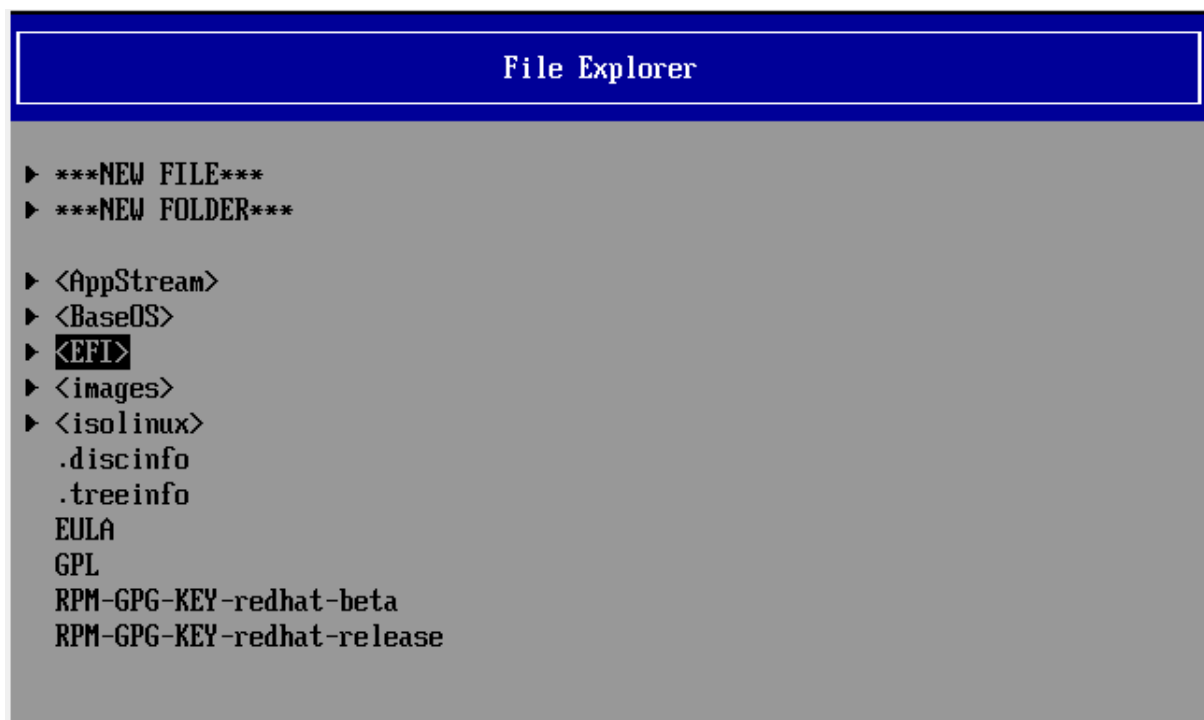 File Explorer
***NEW FILE***
***NEW FOLDER***
<AppStream>
<BaseOS>
<EFI>
<images>
<isolinux>
.discinfo
.treeinfo
EULA
GPL
RPM-GPG-KEY-redhat-beta
RPM-GPG-KEY-redhat-release